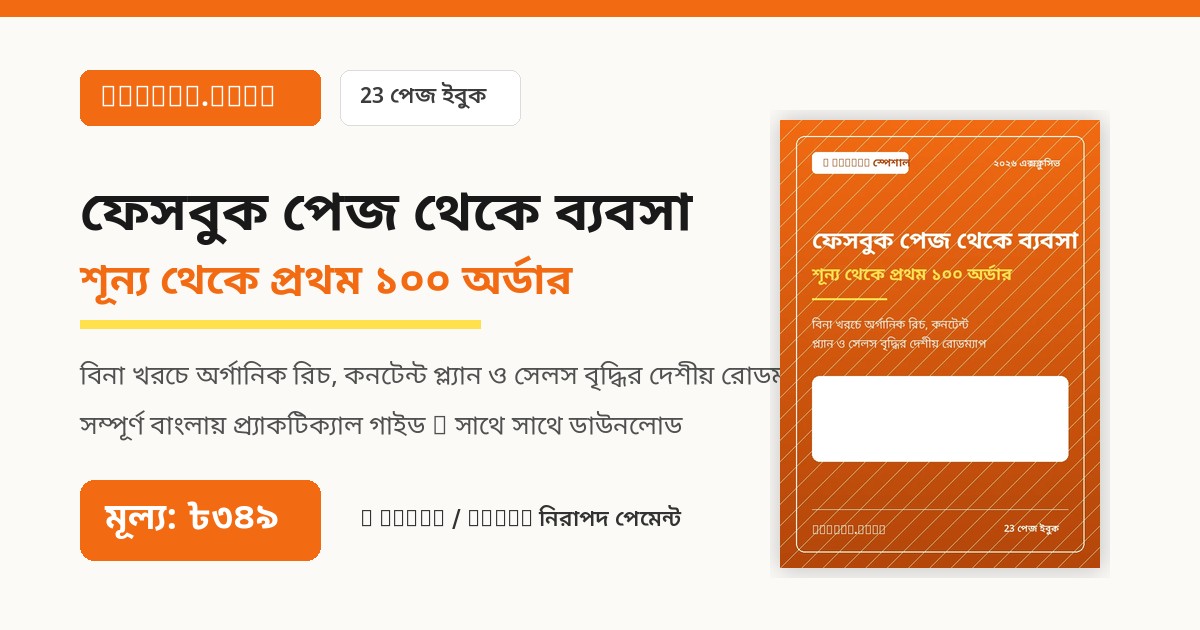 23 পেজ ইবুক
ফেসবুক পেজ থেকে ব্যবসা
শূন্য থেকে প্রথম ১০০ অর্ডার
বিনা খরচে অর্গানিক রিচ, কনটেন্ট প্ল্যান ও সেলস বৃদ্ধির দেশীয়
সম্পূর্ণ বাংলায় প্র্যাকটিক্যাল গাইড সাথে সাথে ডাউনলোড
মূল্য: ৳৩৪৯
/ নিরাপদ পেমেন্ট
স্পেশাল
২০২৬ এক্সক্লুসিভ
ফেসবুক পেজ থেকে ব্যবসা
শূন্য থেকে প্রথম ১০০ অর্ডার
বিনা খরচে অর্গানিক রিচ, কনটেন্ট
প্ল্যান ও সেলস বৃদ্ধির দেশীয় রোডম্যাপ
23 পেজ ইবুক